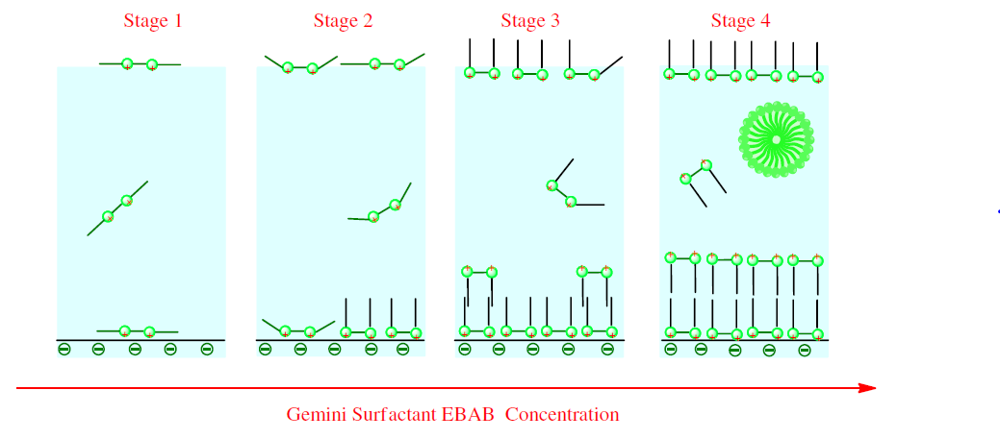 Stage 1
Stage 2
Stage 3
Stage 4
Gemini Surfactant EBAB Concentration